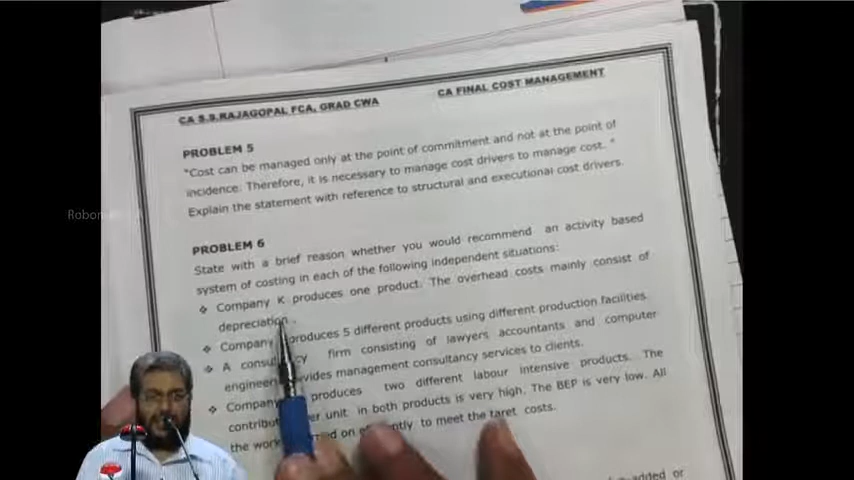 CA S.S.RAJAGOPAL FCA, GRAD CWA
CA FINAL COST MANAGEMENT
PROBLEM 5
"Cost can be managed only at the point of commitment and not at the point of
incidence. Therefore, it is necessary to manage cost drivers to manage cost. "
Explain the statement with reference to structural and executional cost drivers.
PROBLEM 6
State with a brief reason whether you would recommend an activity based
system of costing in each of the following independent situations:
❖ Company K produces one product. The overhead costs mainly consist of
depreciation.
❖ Company produces 5 different products using different production facilities
❖ A firm consisting of lawyers accountants and computer
management consultancy services to clients.
❖ Company produces two different labour intensive products. The
unit in both products is very high. The BEP is very low. All
the work on to meet the taret costs.
or